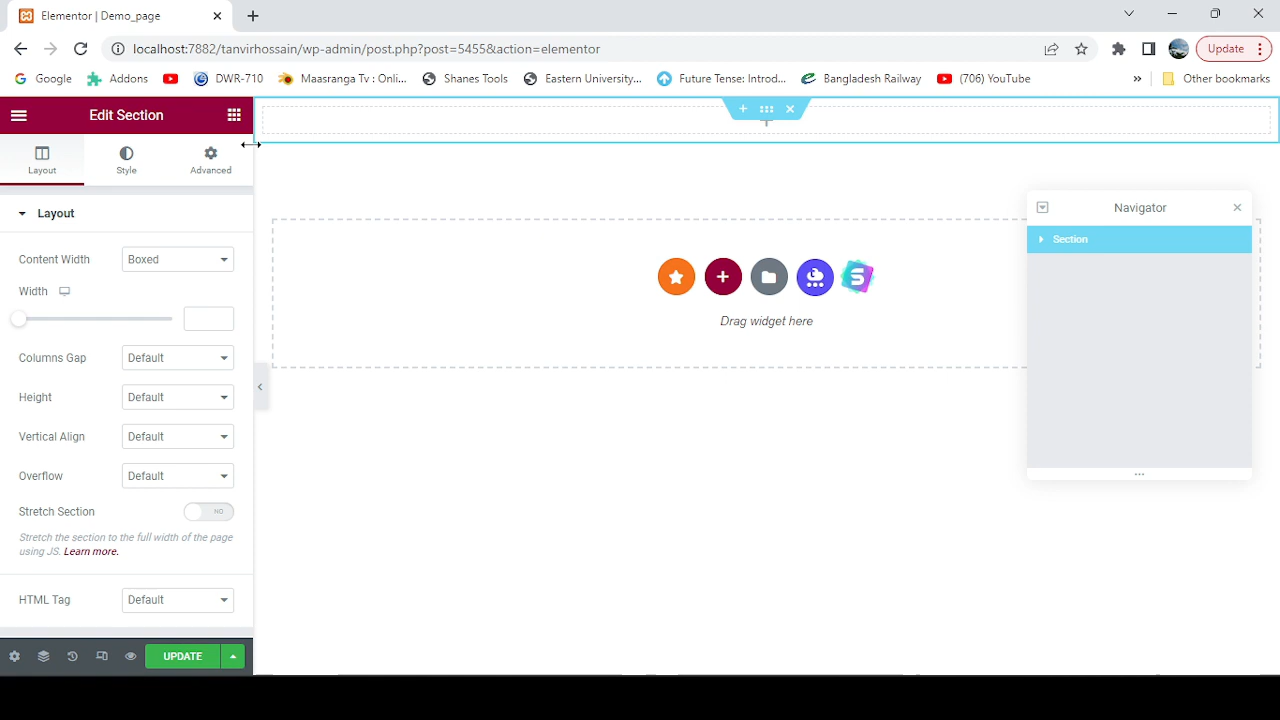 Elementor | Demo_page
localhost:7882/tanvirhossain/wp-admin/post.php?post=5455&action=elementor
Update
Google
Addons
DWR-710
Maasranga Tv : Onli...
Shanes Tools
Eastern University...
Future Tense: Introd...
Bangladesh Railway
(706) YouTube
»
Other bookmarks
Edit Section
Layout
Style
Advanced
Layout
Content Width
Boxed
Width
Columns Gap
Default
Height
Default
Vertical Align
Default
Overflow
Default
Stretch Section
NO
Stretch the section to the full width of the page
using JS. Learn more.
HTML Tag
Default
UPDATE
Drag widget here
Navigator
Section